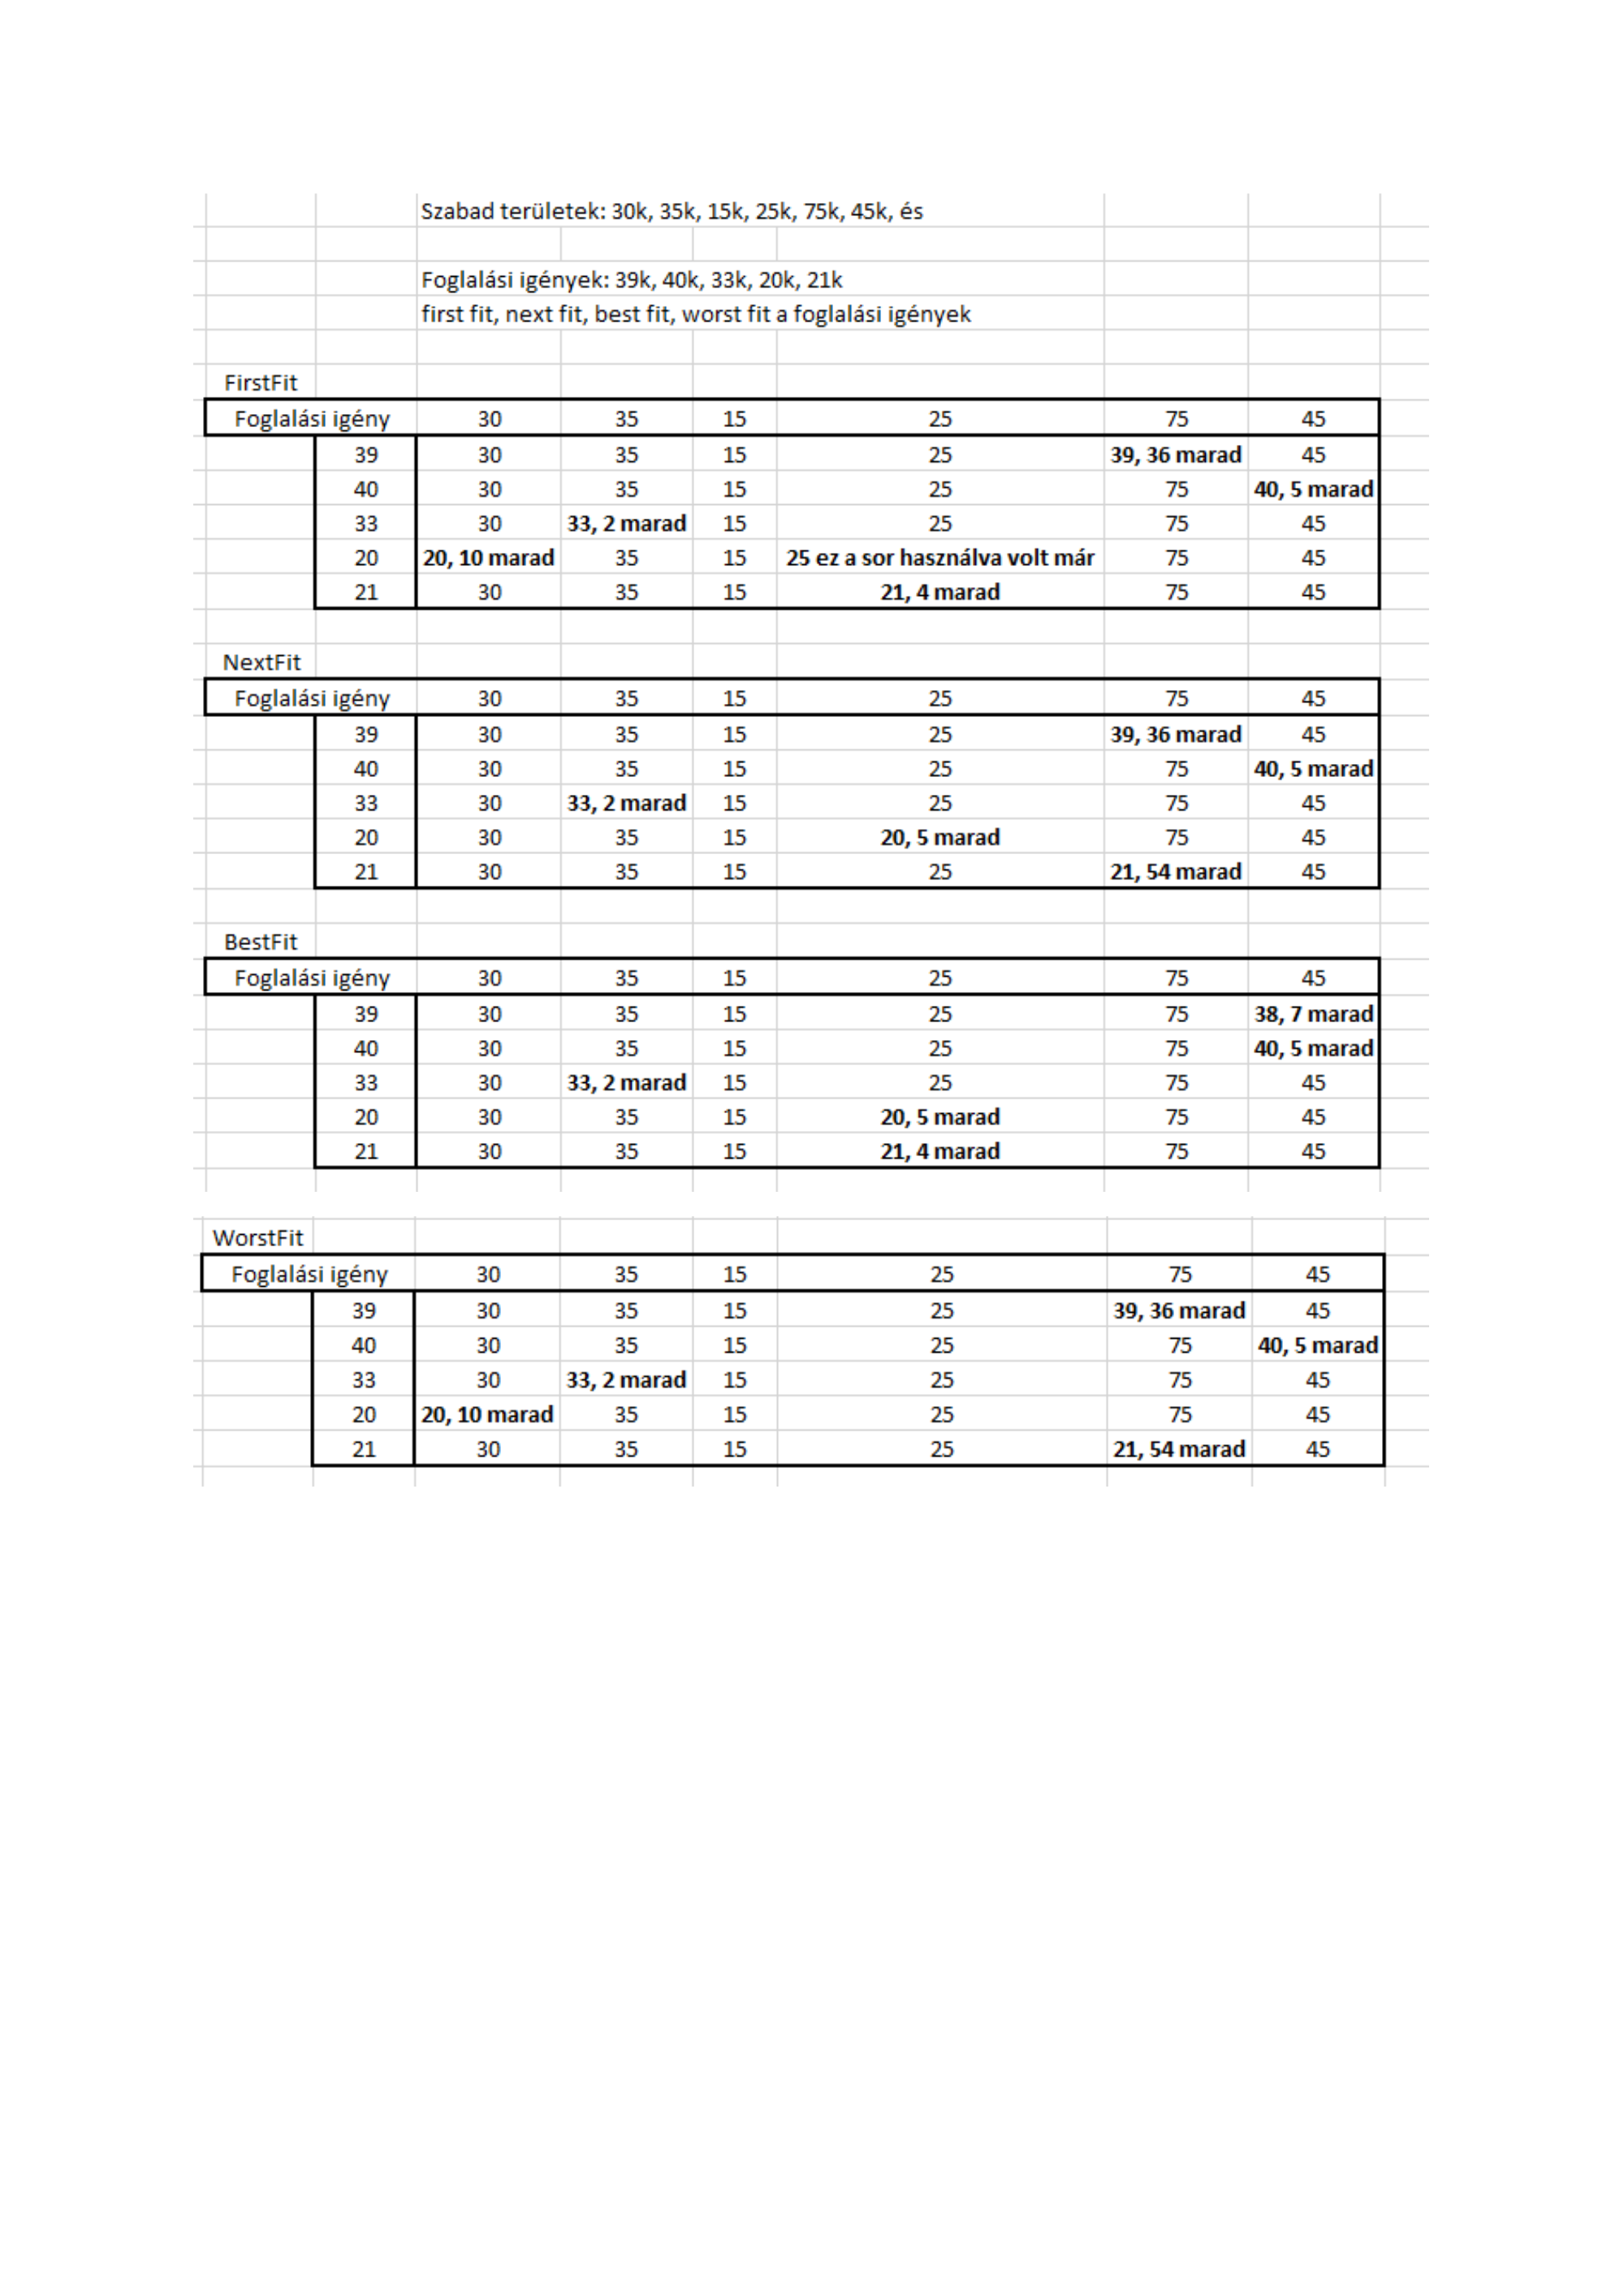 Szabad területek: 30k, 35k, 15k, 25k, 75k, 45k, és
Foglalási igények: 39k, 40k, 33k, 20k, 21k
first fit, next fit, best fit, worst fit a foglalási igények
FirstFit
Foglalási igény 30 35 15 25 75 45
39 30 35 15 25 39, 36 marad 45
40 30 35 15 25 75 40, 5 marad
33 30 33, 2 marad 15 25 75 45
20 20, 10 marad 35 15 25 ez a sor használva volt már 75 45
21 30 35 15 21, 4 marad 75 45
NextFit
Foglalási igény 30 35 15 25 75 45
39 30 35 15 25 39, 36 marad 45
40 30 35 15 25 75 40, 5 marad
33 30 33, 2 marad 15 25 75 45
20 30 35 15 20, 5 marad 75 45
21 30 35 15 25 21, 54 marad 45
BestFit
Foglalási igény 30 35 15 25 75 45
39 30 35 15 25 75 38, 7 marad
40 30 35 15 25 75 40, 5 marad
33 30 33, 2 marad 15 25 75 45
20 30 35 15 20, 5 marad 75 45
21 30 35 15 21, 4 marad 75 45
WorstFit
Foglalási igény 30 35 15 25 75 45
39 30 35 15 25 39, 36 marad 45
40 30 35 15 25 75 40, 5 marad
33 30 33, 2 marad 15 25 75 45
20 20, 10 marad 35 15 25 75 45
21 30 35 15 25 21, 54 marad 45